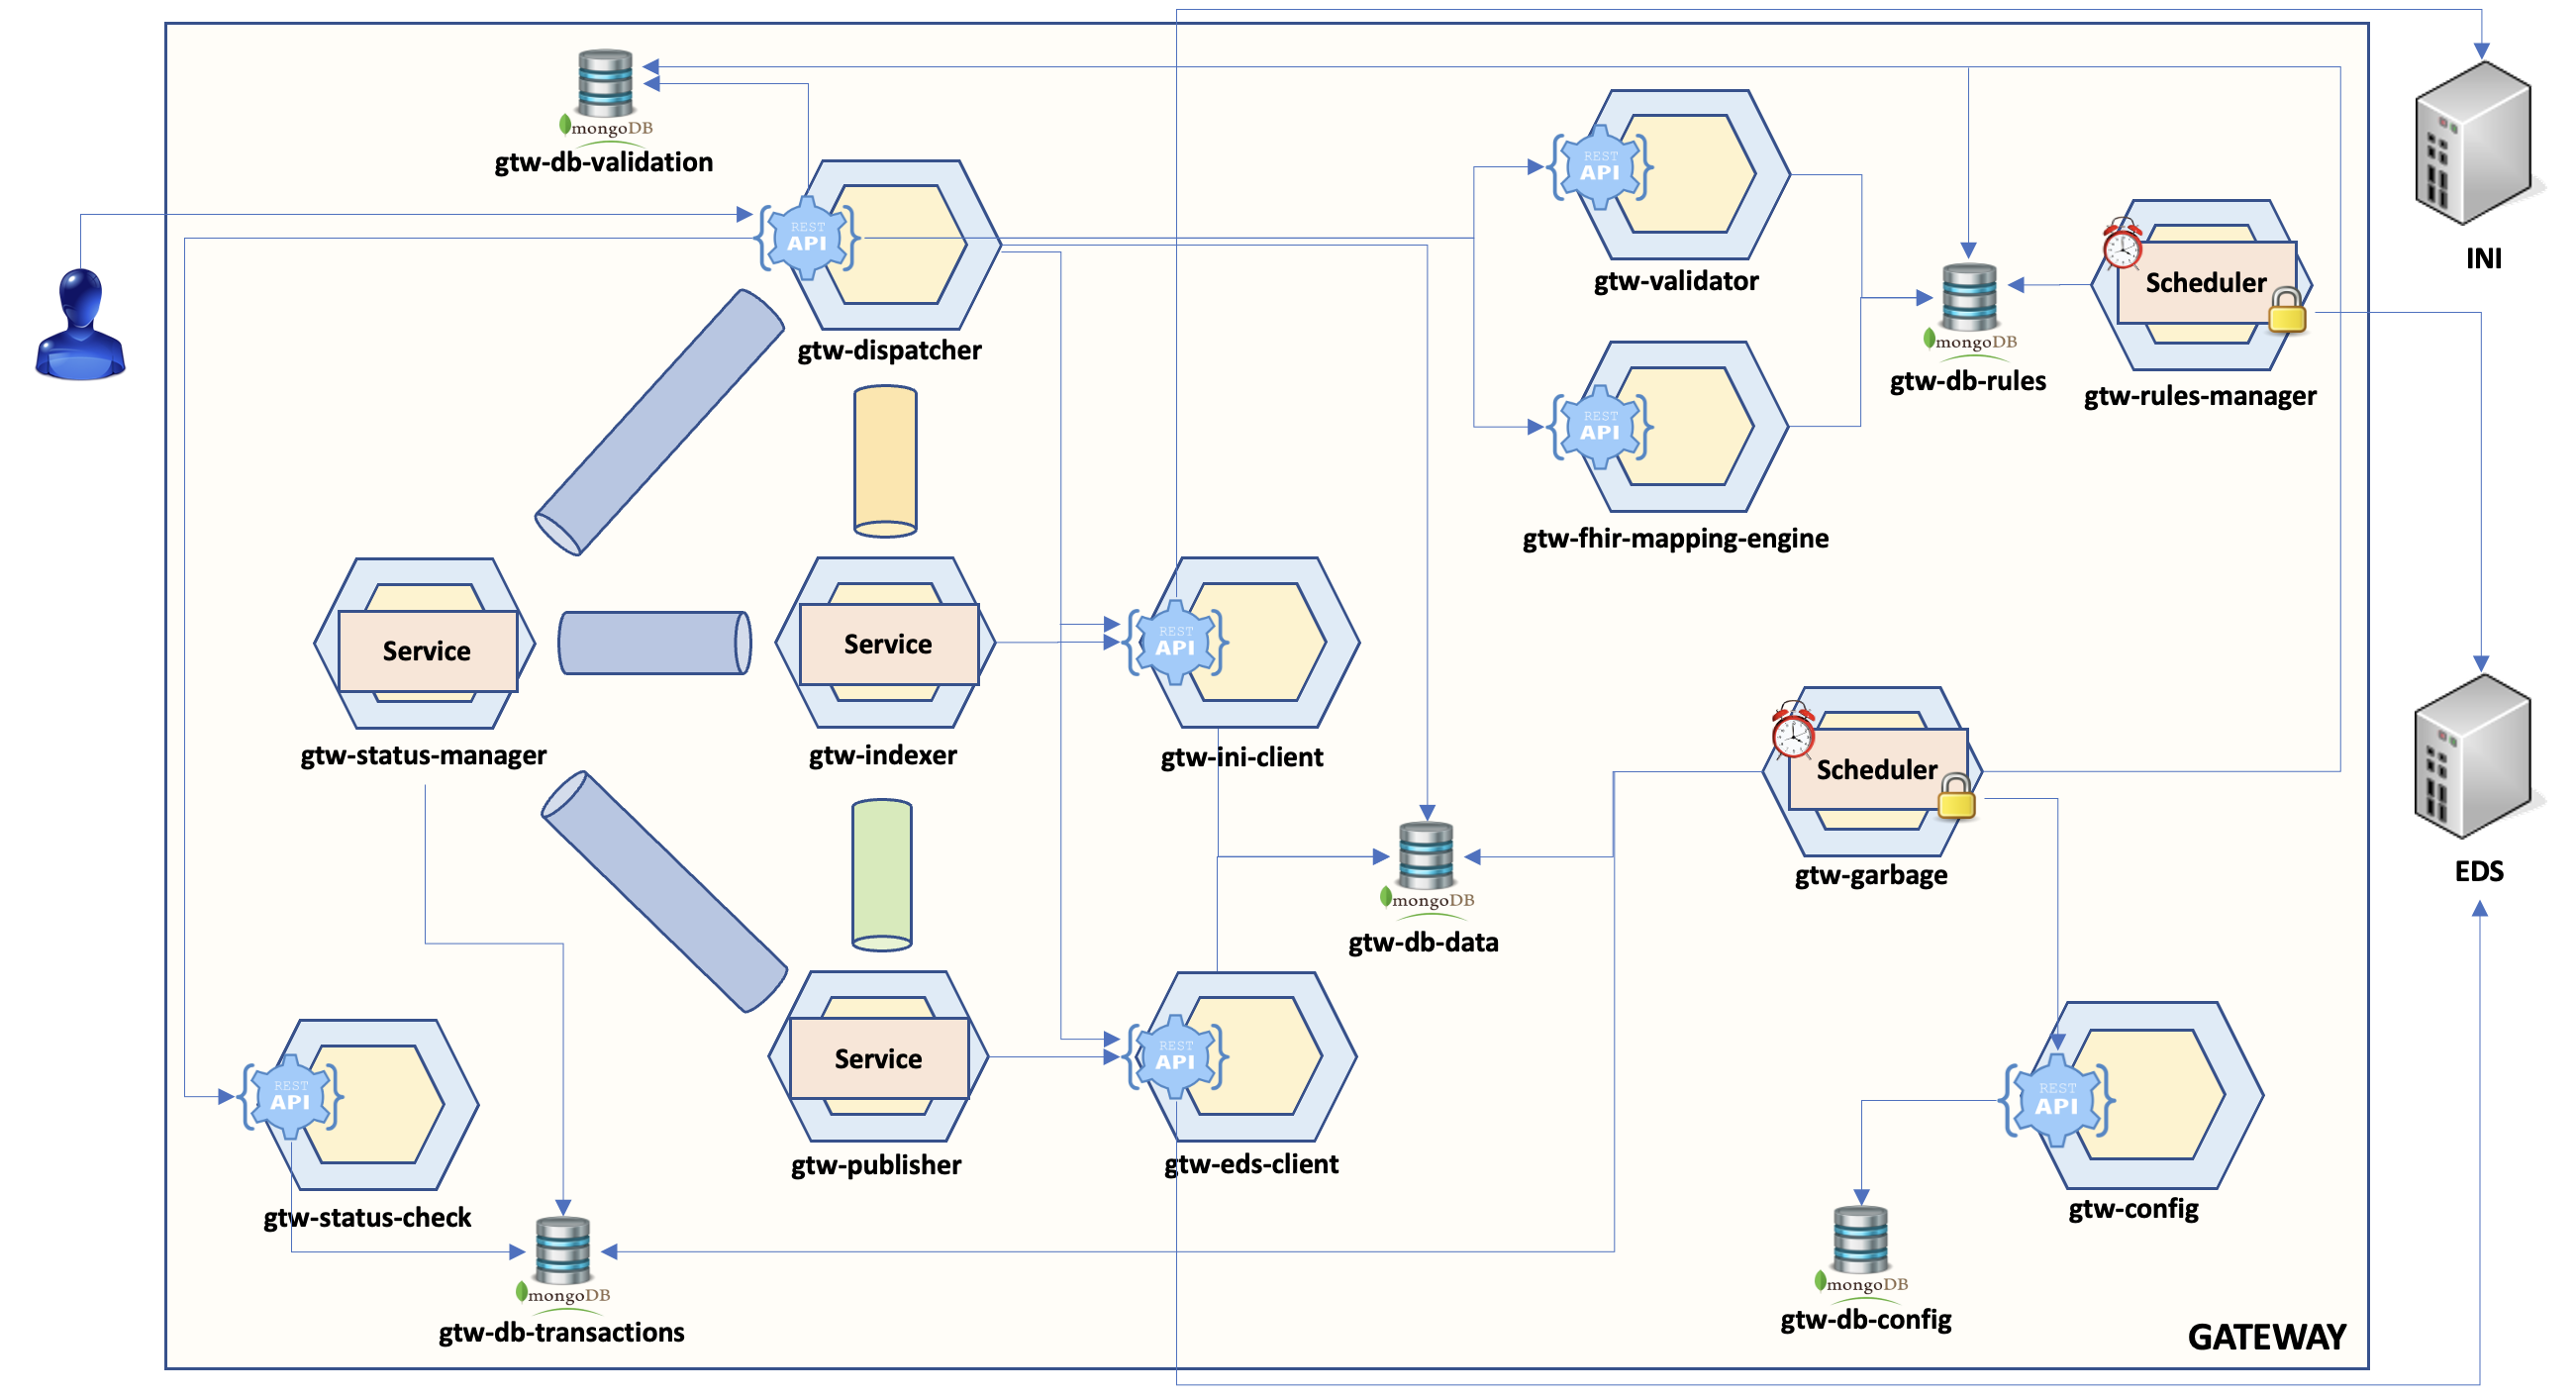 mongoDB
gtw-db-validation
REST
API
gtw-dispatcher
REST
API
gtw-validator
REST
API
gtw-fhir-mapping-engine
mongoDB
gtw-db-rules
Scheduler
gtw-rules-manager
INI
Service
gtw-status-manager
Service
gtw-indexer
REST
API
gtw-ini-client
Scheduler
gtw-garbage
EDS
mongoDB
gtw-db-data
REST
API
gtw-status-check
Service
gtw-publisher
REST
API
gtw-eds-client
REST
API
gtw-config
mongoDB
gtw-db-transactions
mongoDB
gtw-db-config
GATEWAY